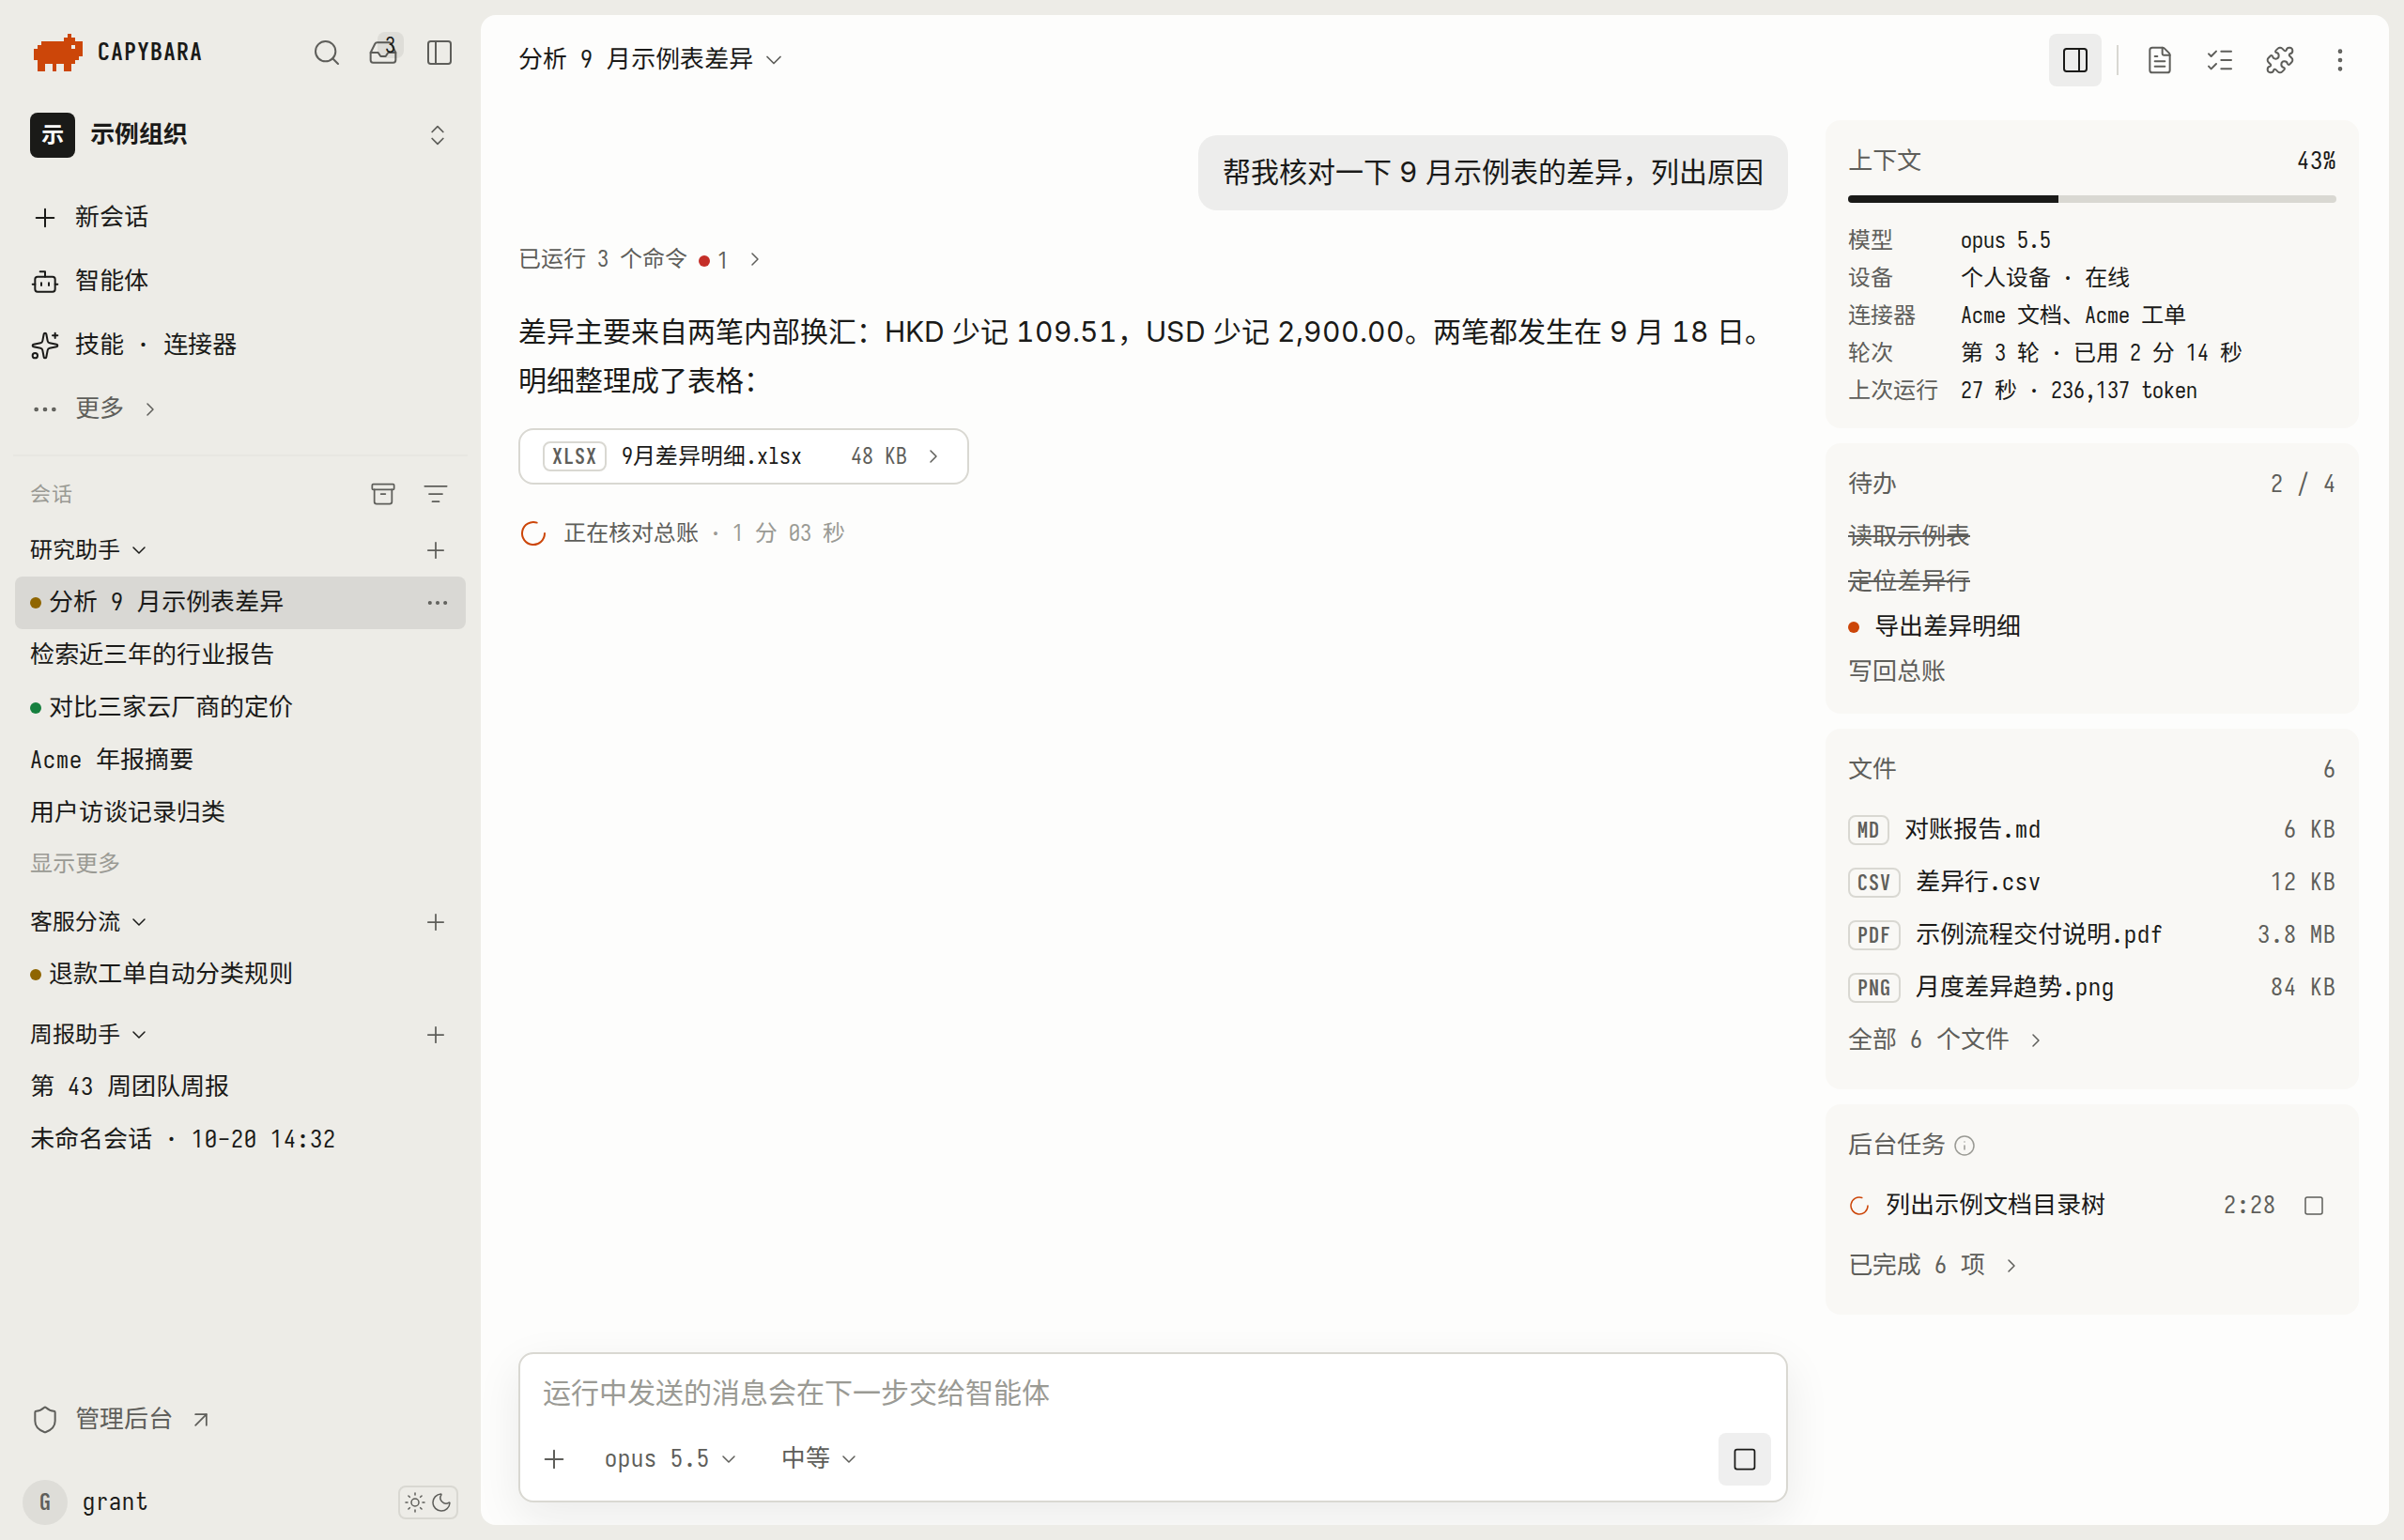 CAPYBARA
3
示 示例组织
新会话
智能体
技能 · 连接器
更多
会话
研究助手
分析 9 月示例表差异
检索近三年的行业报告
对比三家云厂商的定价
Acme 年报摘要
用户访谈记录归类
显示更多
客服分流
退款工单自动分类规则
周报助手
第 43 周团队周报
未命名会话 · 10-20 14:32
管理后台
G grant
分析 9 月示例表差异
帮我核对一下 9 月示例表的差异，列出原因
已运行 3 个命令 1
差异主要来自两笔内部换汇：HKD 少记 109.51，USD 少记 2,900.00。两笔都发生在 9 月 18 日。
明细整理成了表格：
XLSX 9月差异明细.xlsx 48 KB
正在核对总账 · 1 分 03 秒
运行中发送的消息会在下一步交给智能体
opus 5.5 中等
上下文 43%
模型 opus 5.5
设备 个人设备 · 在线
连接器 Acme 文档、Acme 工单
轮次 第 3 轮 · 已用 2 分 14 秒
上次运行 27 秒 · 236,137 token
待办 2 / 4
读取示例表
定位差异行
导出差异明细
写回总账
文件 6
MD 对账报告.md 6 KB
CSV 差异行.csv 12 KB
PDF 示例流程交付说明.pdf 3.8 MB
PNG 月度差异趋势.png 84 KB
全部 6 个文件
后台任务
列出示例文档目录树 2:28
已完成 6 项